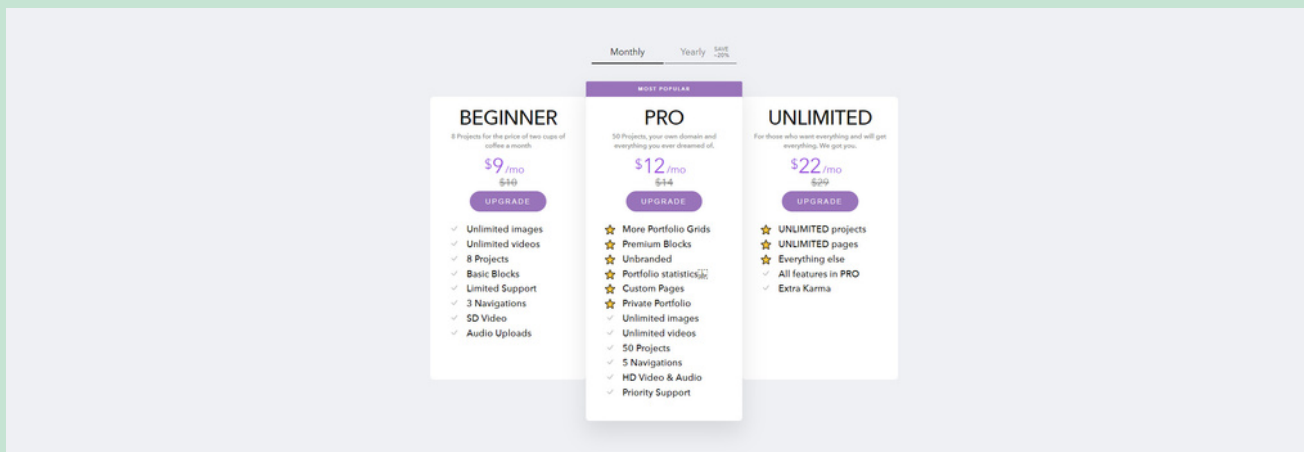 Monthly
Yearly
SAVE
~20%
BEGINNER
8 Projects for the price of two cups of
coffee a month
$9/mo
$10
UPGRADE
Unlimited images
Unlimited videos
8 Projects
Basic Blocks
Limited Support
3 Navigations
SD Video
Audio Uploads
MOST POPULAR
PRO
50 Projects, your own domain and
everything you ever dreamed of.
$12/mo
$14
UPGRADE
More Portfolio Grids
Premium Blocks
Unbranded
Portfolio statistics
Custom Pages
Private Portfolio
Unlimited images
Unlimited videos
50 Projects
5 Navigations
HD Video & Audio
Priority Support
UNLIMITED
For those who want everything and will get
everything. We got you.
$22/mo
$29
UPGRADE
UNLIMITED projects
UNLIMITED pages
Everything else
All features in PRO
Extra Karma